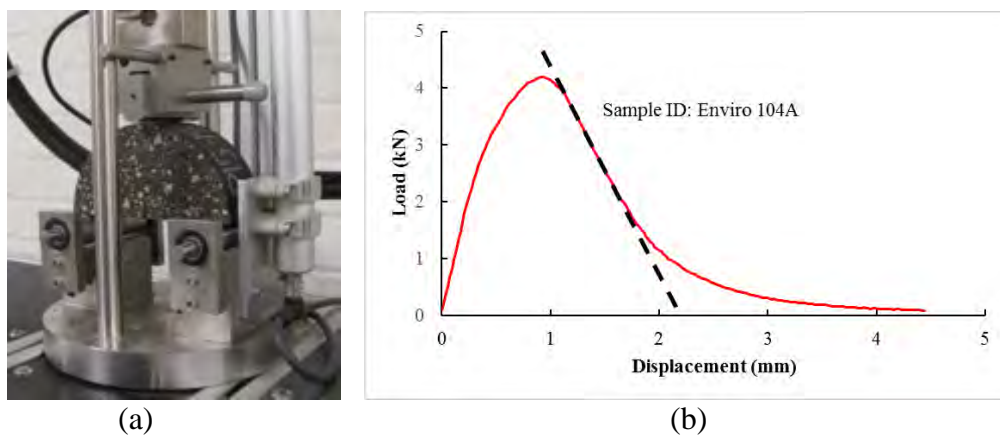 5
4
3
2
1
0
Load (kN)
Sample ID: Enviro 104A
0 1 2 3 4 5
Displacement (mm)
(a) (b)